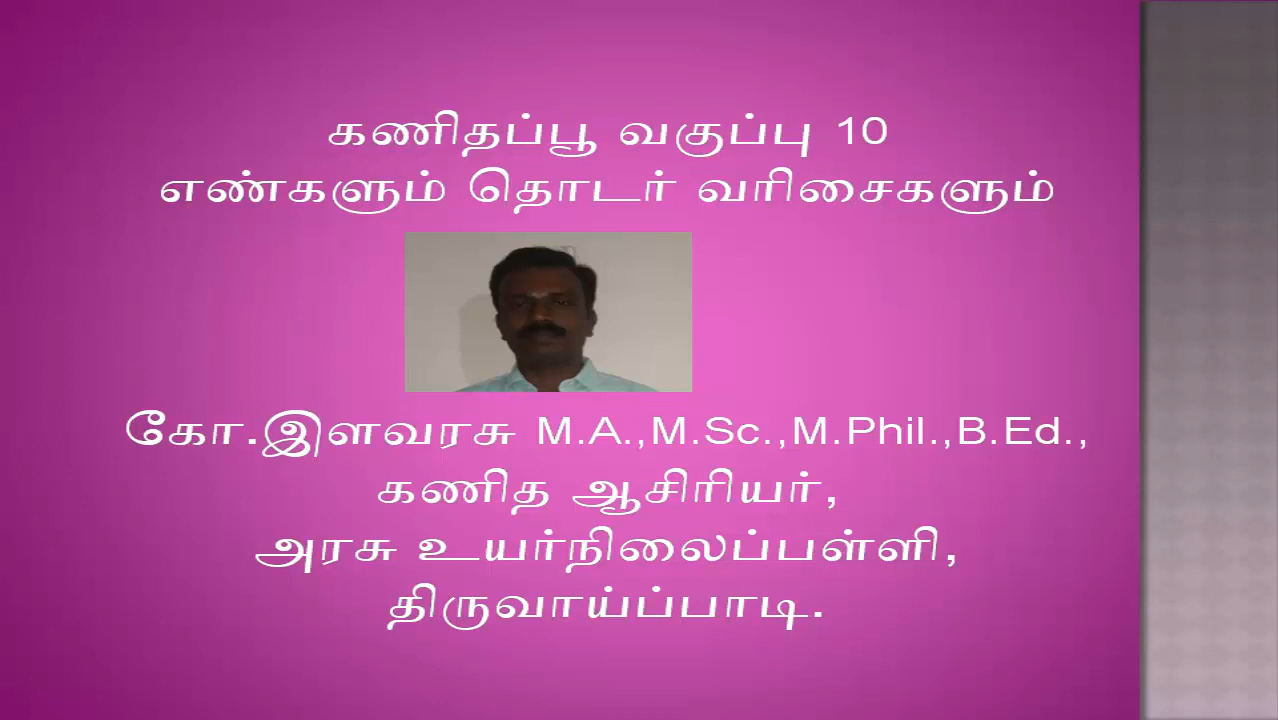 கணிதப்பூ வகுப்பு 10
எண்களும் தொடர் வரிசைகளும்
கோ.இளவரசு M.A.,M.Sc.,M.Phil.,B.Ed.,
கணித ஆசிரியர்,
அரசு உயர்நிலைப்பள்ளி,
திருவாய்ப்பாடி.